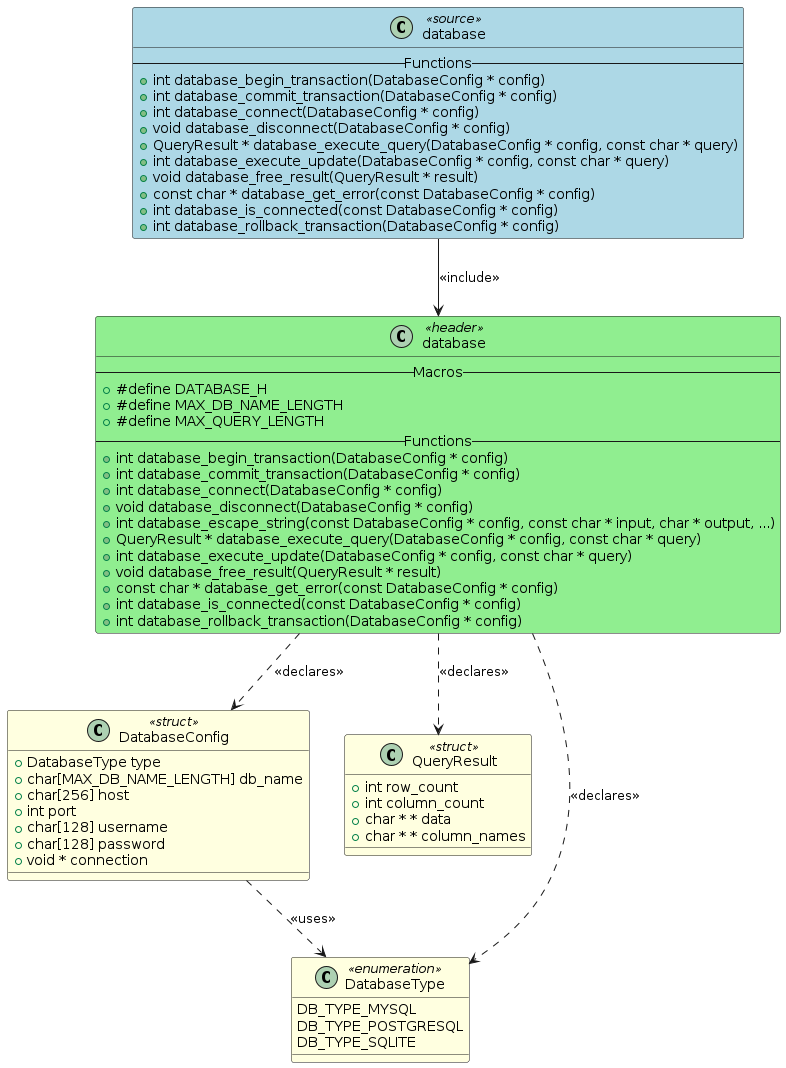 «source»
C database
Functions
int database_begin_transaction(DatabaseConfig * config)
int database_commit_transaction(DatabaseConfig * config)
int database_connect(DatabaseConfig * config)
void database_disconnect(DatabaseConfig * config)
QueryResult * database_execute_query(DatabaseConfig * config, const char * query)
int database_execute_update(DatabaseConfig * config, const char * query)
void database_free_result(QueryResult * result)
const char * database_get_error(const DatabaseConfig * config)
int database_is_connected(const DatabaseConfig * config)
int database_rollback_transaction(DatabaseConfig * config)
«include»
«header»
C database
Macros
#define DATABASE_H
#define MAX_DB_NAME_LENGTH
#define MAX_QUERY_LENGTH
Functions
int database_begin_transaction(DatabaseConfig * config)
int database_commit_transaction(DatabaseConfig * config)
int database_connect(DatabaseConfig * config)
void database_disconnect(DatabaseConfig * config)
int database_escape_string(const DatabaseConfig * config, const char * input, char * output, ...)
QueryResult * database_execute_query(DatabaseConfig * config, const char * query)
int database_execute_update(DatabaseConfig * config, const char * query)
void database_free_result(QueryResult * result)
const char * database_get_error(const DatabaseConfig * config)
int database_is_connected(const DatabaseConfig * config)
int database_rollback_transaction(DatabaseConfig * config)
«declares»
«declares»
«declares»
«struct»
C DatabaseConfig
DatabaseType type
char[MAX_DB_NAME_LENGTH] db_name
char[256] host
int port
char[128] username
char[128] password
void * connection
«struct»
C QueryResult
int row_count
int column_count
char * * data
char * * column_names
«uses»
«enumeration»
C DatabaseType
DB_TYPE_MYSQL
DB_TYPE_POSTGRESQL
DB_TYPE_SQLITE